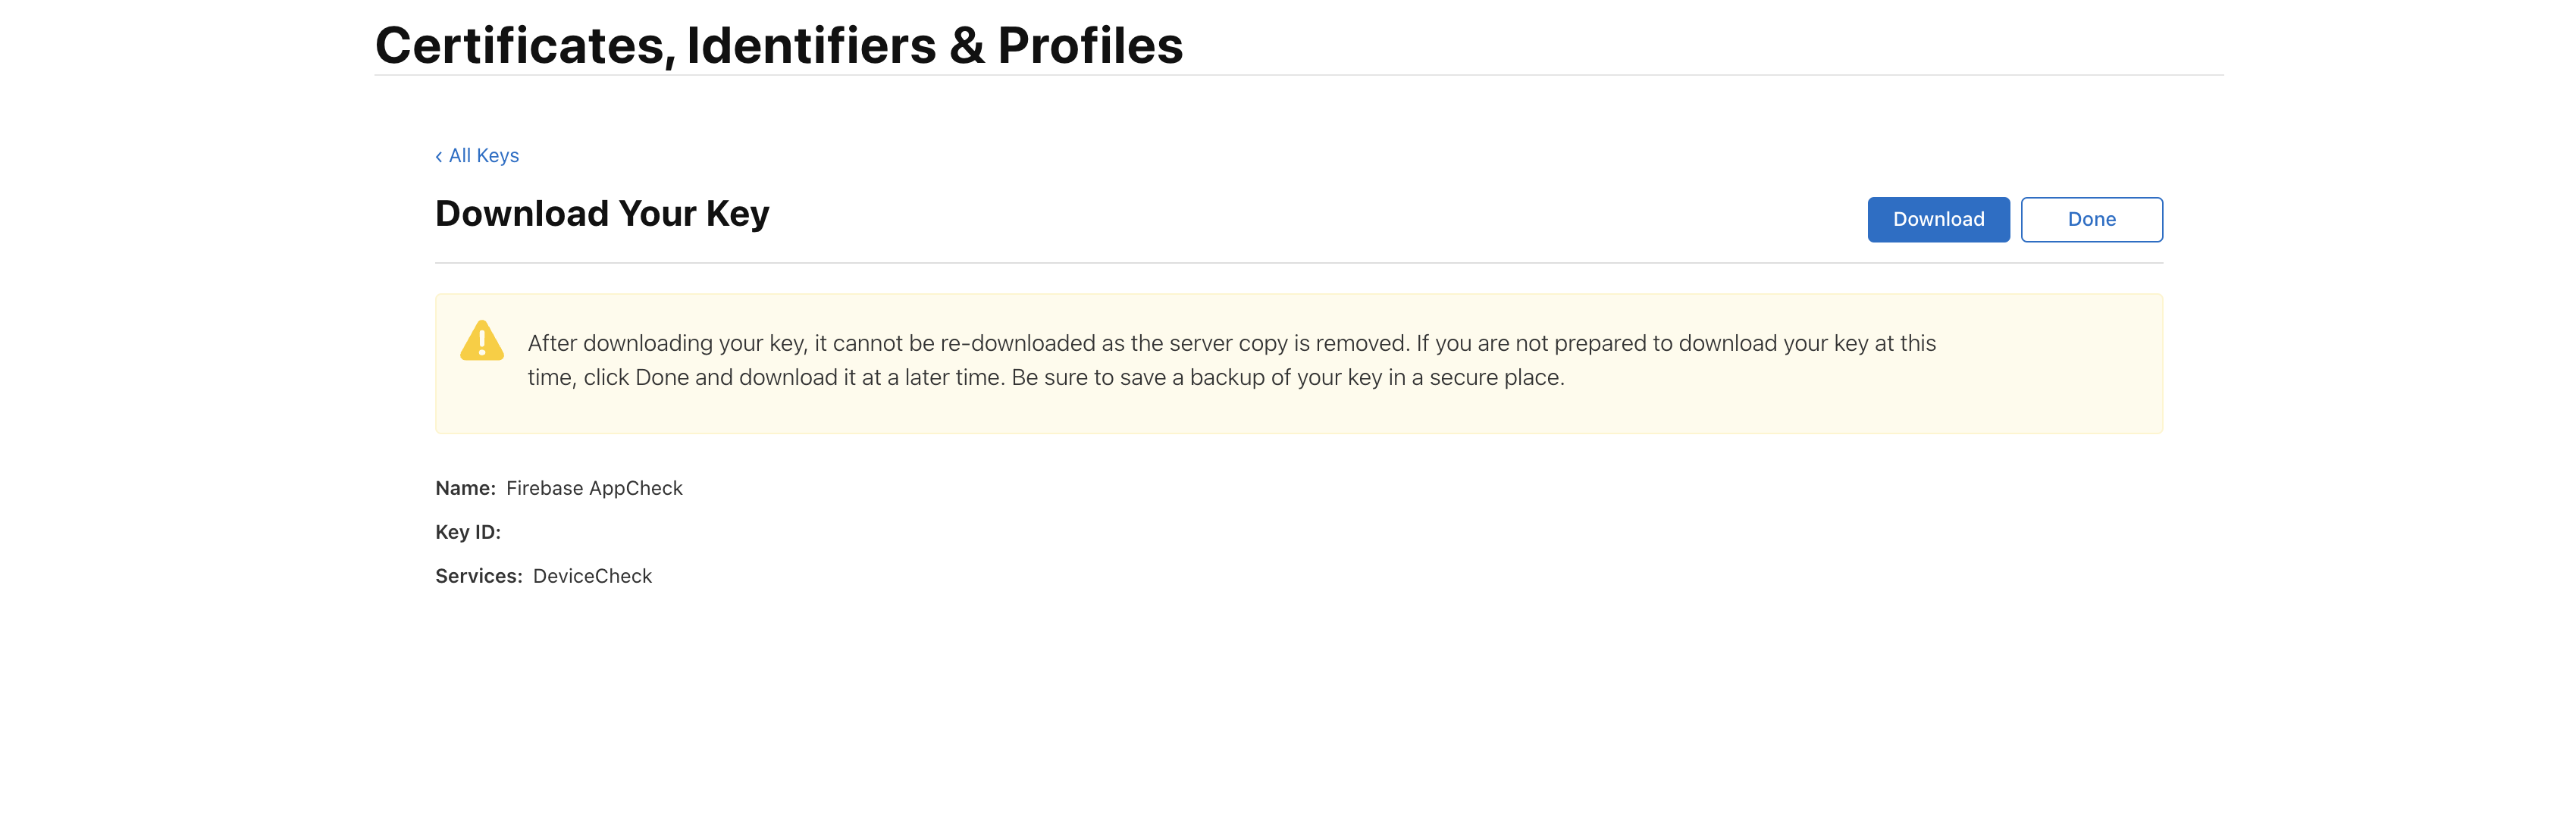 Certificates, Identifiers & Profiles
‹ All Keys
Download Your Key
Download
Done
After downloading your key, it cannot be re-downloaded as the server copy is removed. If you are not prepared to download your key at this
time, click Done and download it at a later time. Be sure to save a backup of your key in a secure place.
Name: Firebase AppCheck
Key ID:
Services: DeviceCheck